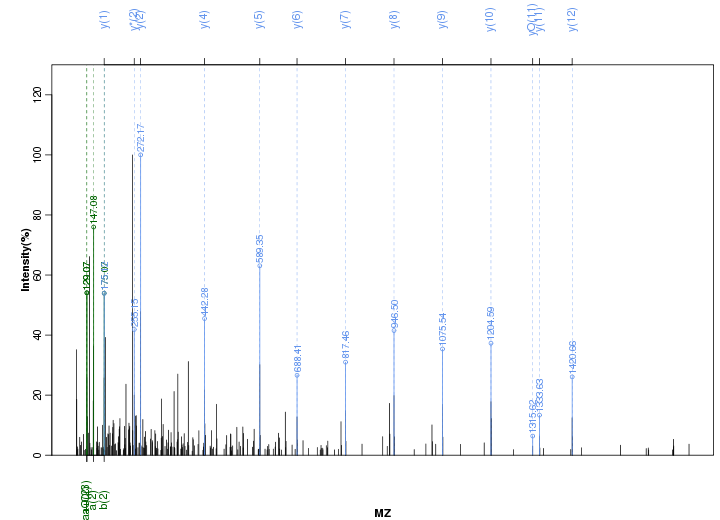 y(1)
y*(2)
y(2)
y(4)
y(5)
y(6)
y(7)
y(8)
y(9)
y(10)
yO(11)
y(11)
y(12)
Intensity(%)
0
20
40
60
80
100
120
129.07
147.08
175.02
255.15
272.17
442.28
589.35
688.41
817.46
946.50
1075.54
1204.59
1315.62
1333.63
1420.66
a(2)
b(2)
MZ